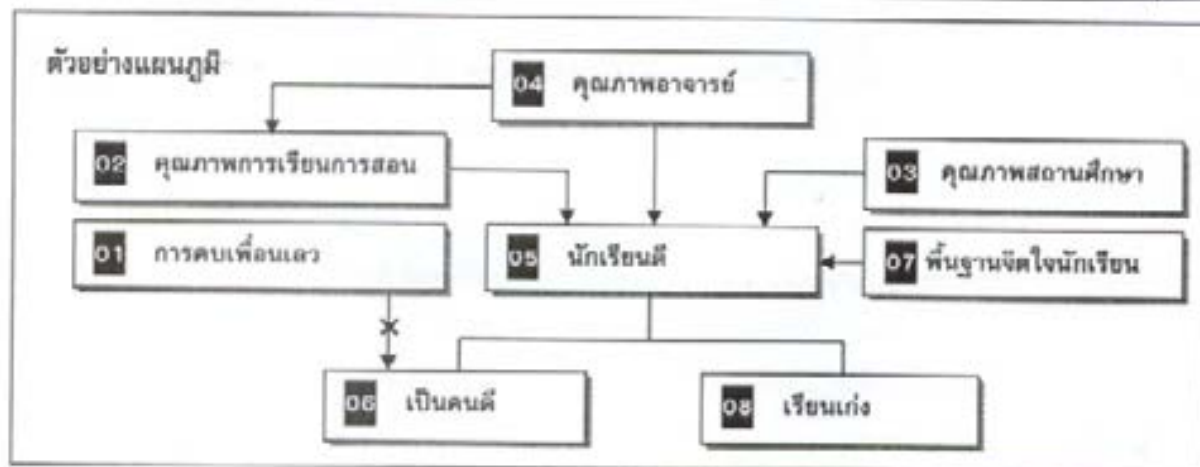 ตัวอย่างแผนภูมิ
04 คุณภาพอาจารย์
02 คุณภาพการเรียนการสอน
03 คุณภาพสถานศึกษา
01 การคบเพื่อนเลว
05 นักเรียนดี
07 พื้นฐานจิตใจนักเรียน
06 เป็นคนดี
08 เรียนเก่ง